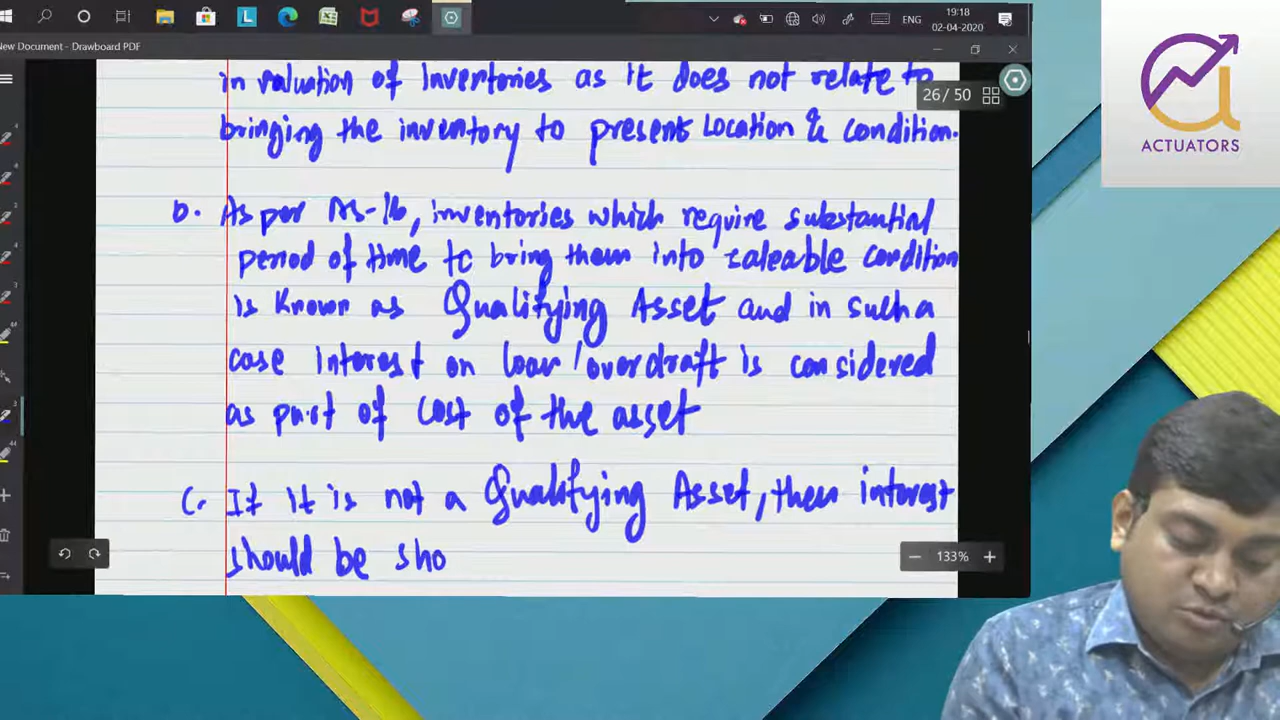 19:18
ENG
02-04-2020
New Document - Drawboard PDF
in valuation of Inventories as it does not relate to
26 / 50
bringing the inventory to present Location & condition.
ACTUATORS
b. As per AS-16, inventories which require substantial
period of time to bring them into saleable condition
is known as Qualifying Asset and in such a
case interest on loan/overdraft is considered
as part of cost of the asset
C. If it is not a Qualifying Asset, then interest
should be sho
133%